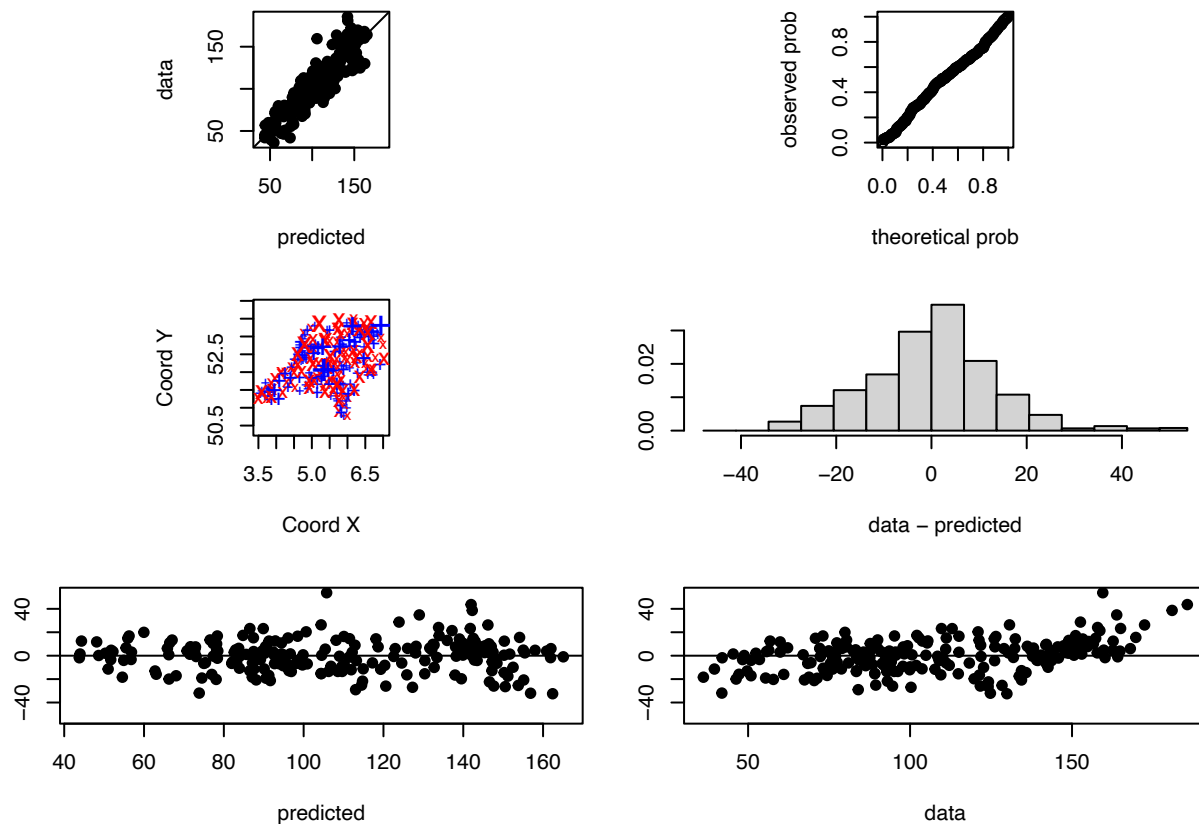 data
50 150
50 150
predicted
observed prob
0.0 0.4 0.8
0.0 0.4 0.8
theoretical prob
Coord Y
50.5 52.5
3.5 5.0 6.5
Coord X
0.00 0.02
−40 −20 0 20 40
data − predicted
−40 0 40
40 60 80 100 120 140 160
predicted
−40 0 40
50 100 150
data